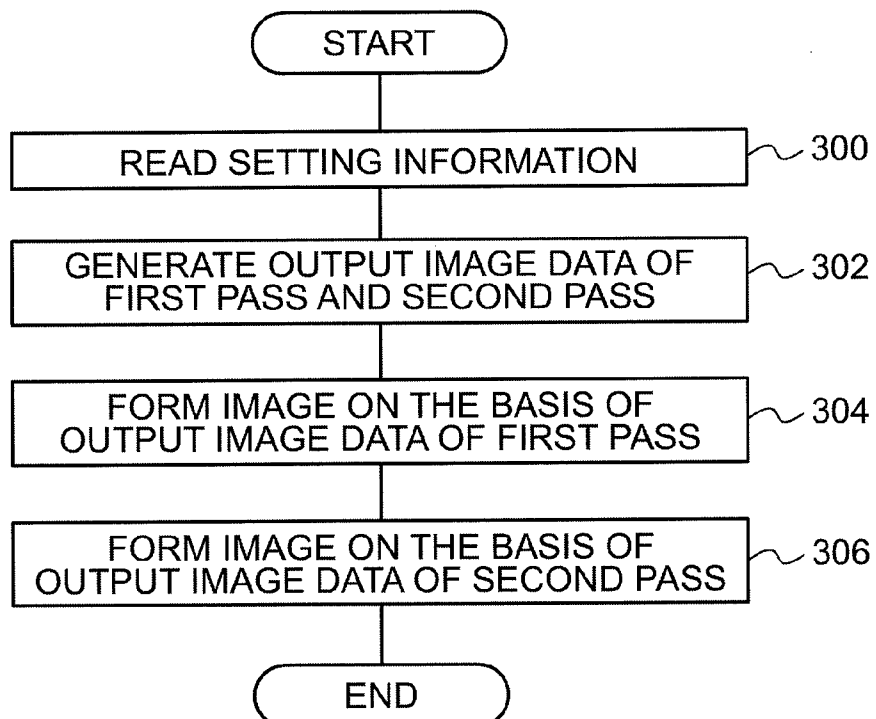 START
READ SETTING INFORMATION
300
GENERATE OUTPUT IMAGE DATA OF
FIRST PASS AND SECOND PASS
302
FORM IMAGE ON THE BASIS OF
OUTPUT IMAGE DATA OF FIRST PASS
304
FORM IMAGE ON THE BASIS OF
OUTPUT IMAGE DATA OF SECOND PASS
306
END